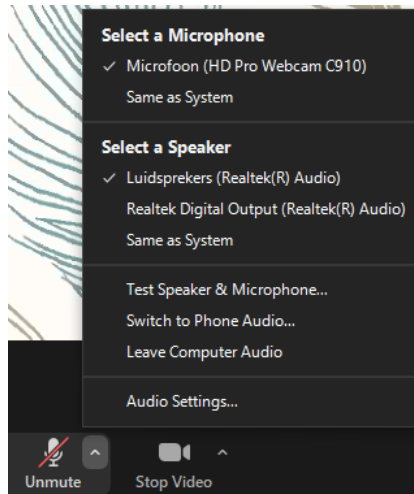 Select a Microphone
✓ Microfoon (HD Pro Webcam C910)
Same as System
Select a Speaker
✓ Luidsprekers (Realtek(R) Audio)
Realtek Digital Output (Realtek(R) Audio)
Same as System
Test Speaker & Microphone...
Switch to Phone Audio...
Leave Computer Audio
Audio Settings...
Unmute
Stop Video